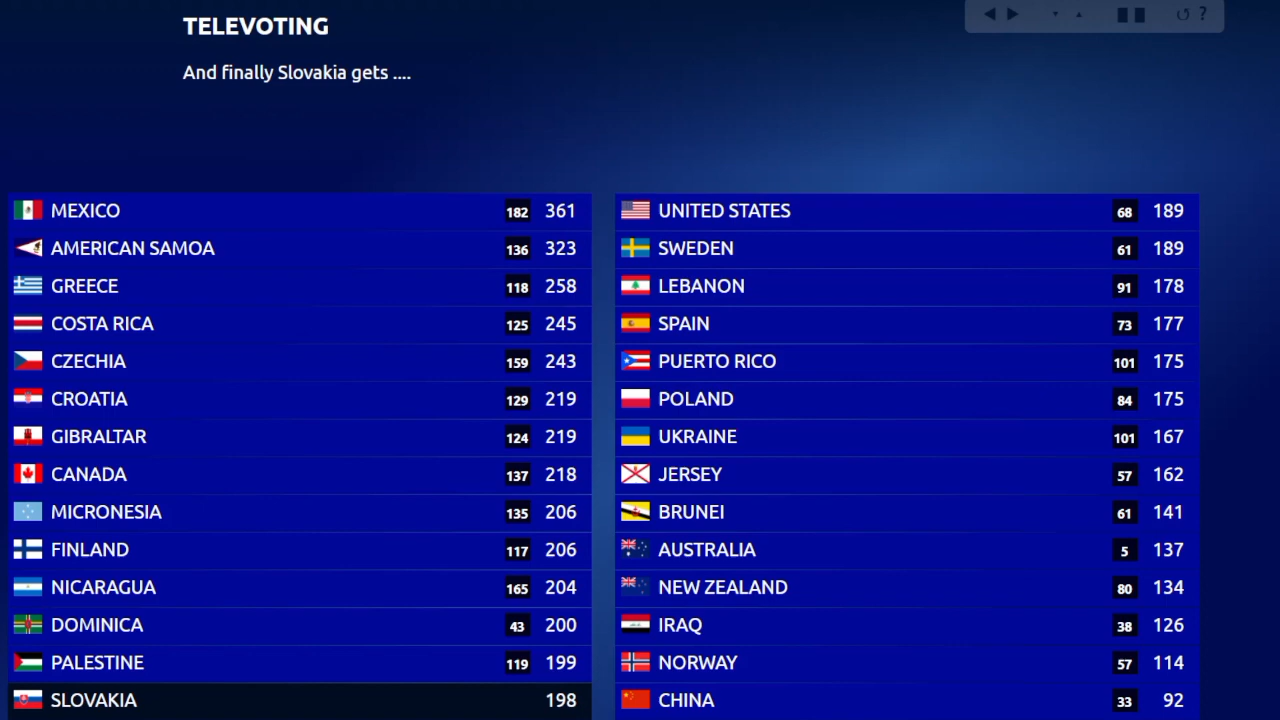 TELEVOTING
?
And finally Slovakia gets ....
MEXICO 182 361
AMERICAN SAMOA 136 323
GREECE 118 258
COSTA RICA 125 245
CZECHIA 159 243
CROATIA 129 219
GIBRALTAR 124 219
CANADA 137 218
MICRONESIA 135 206
FINLAND 117 206
NICARAGUA 165 204
DOMINICA 43 200
PALESTINE 119 199
SLOVAKIA 198
UNITED STATES 68 189
SWEDEN 61 189
LEBANON 91 178
SPAIN 73 177
PUERTO RICO 101 175
POLAND 84 175
UKRAINE 101 167
JERSEY 57 162
BRUNEI 61 141
AUSTRALIA 5 137
NEW ZEALAND 80 134
IRAQ 38 126
NORWAY 57 114
CHINA 33 92